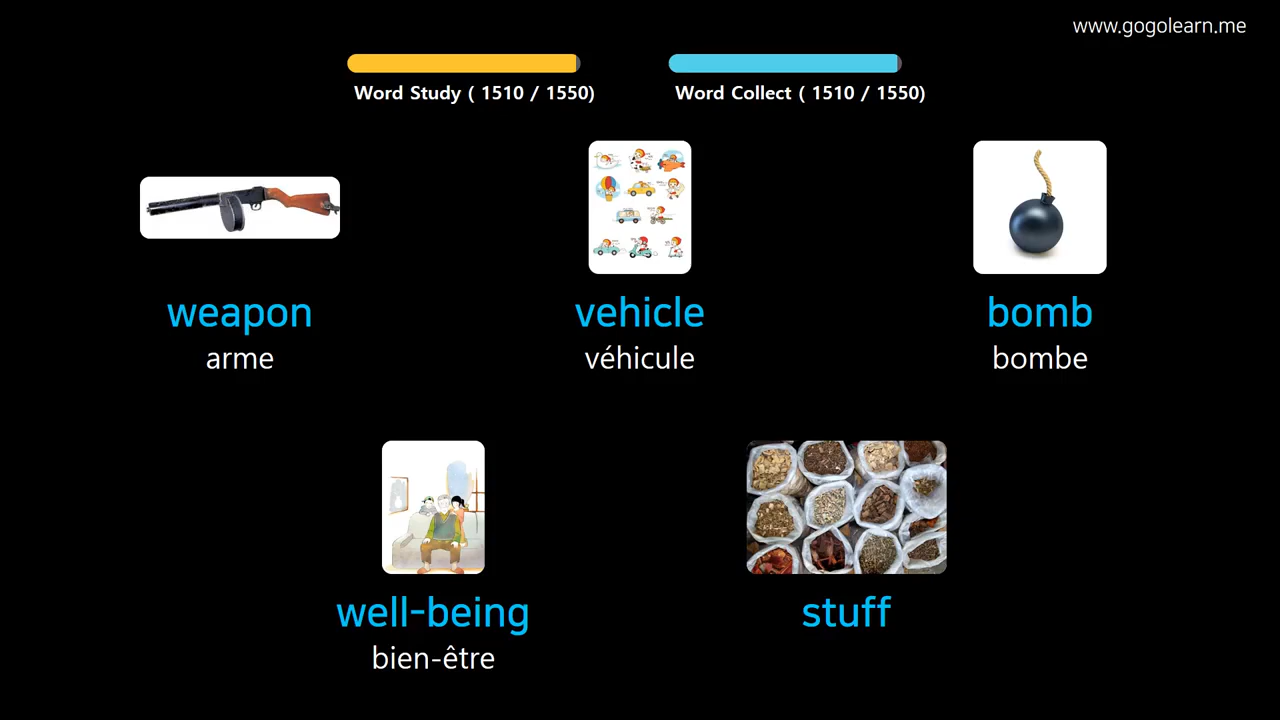 www.gogolearn.me
Word Study ( 1510 / 1550)
Word Collect ( 1510 / 1550)
weapon
arme
vehicle
véhicule
bomb
bombe
well-being
bien-être
stuff